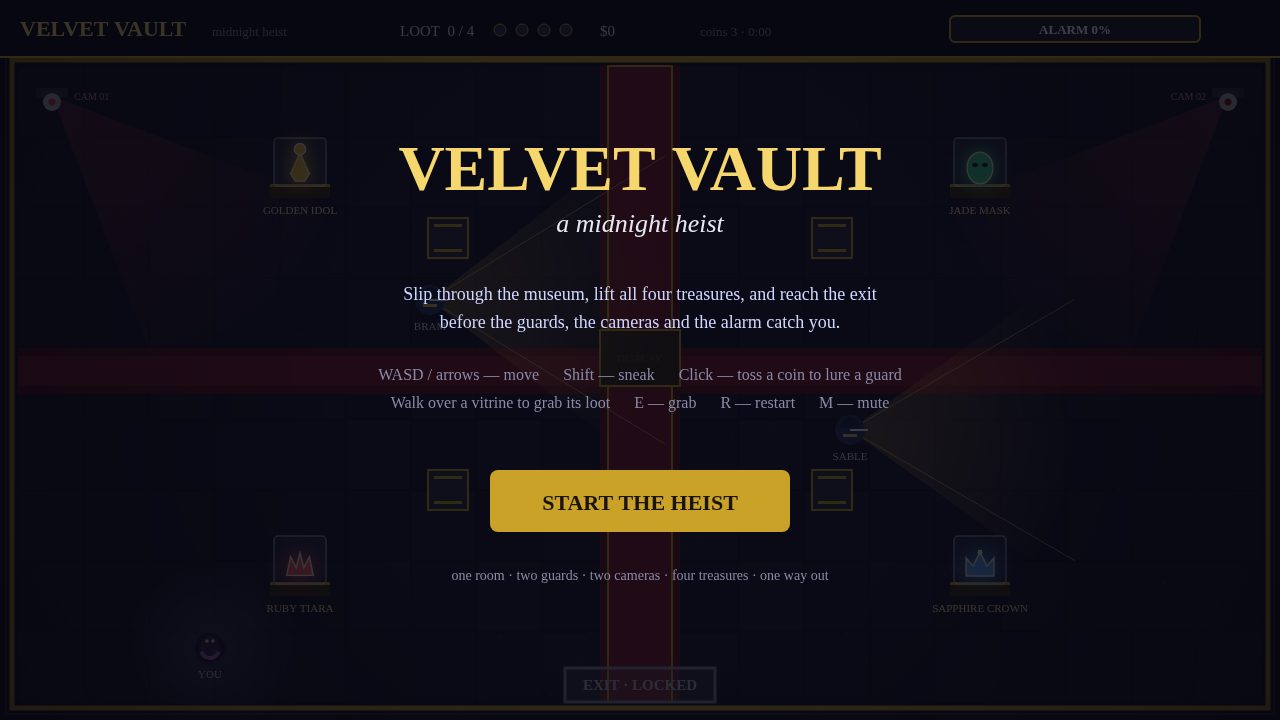 VELVET VAULT midnight heist LOOT 0 / 4 $0 coins 3 · 0:00 ALARM 0%
CAM 01
CAM 02
GOLDEN IDOL
JADE MASK
VELVET VAULT
a midnight heist
Slip through the museum, lift all four treasures, and reach the exit
before the guards, the cameras and the alarm catch you.
WASD / arrows — move Shift — sneak Click — toss a coin to lure a guard
Walk over a vitrine to grab its loot E — grab R — restart M — mute
SABLE
START THE HEIST
one room · two guards · two cameras · four treasures · one way out
RUBY TIARA
SAPPHIRE CROWN
YOU
EXIT · LOCKED